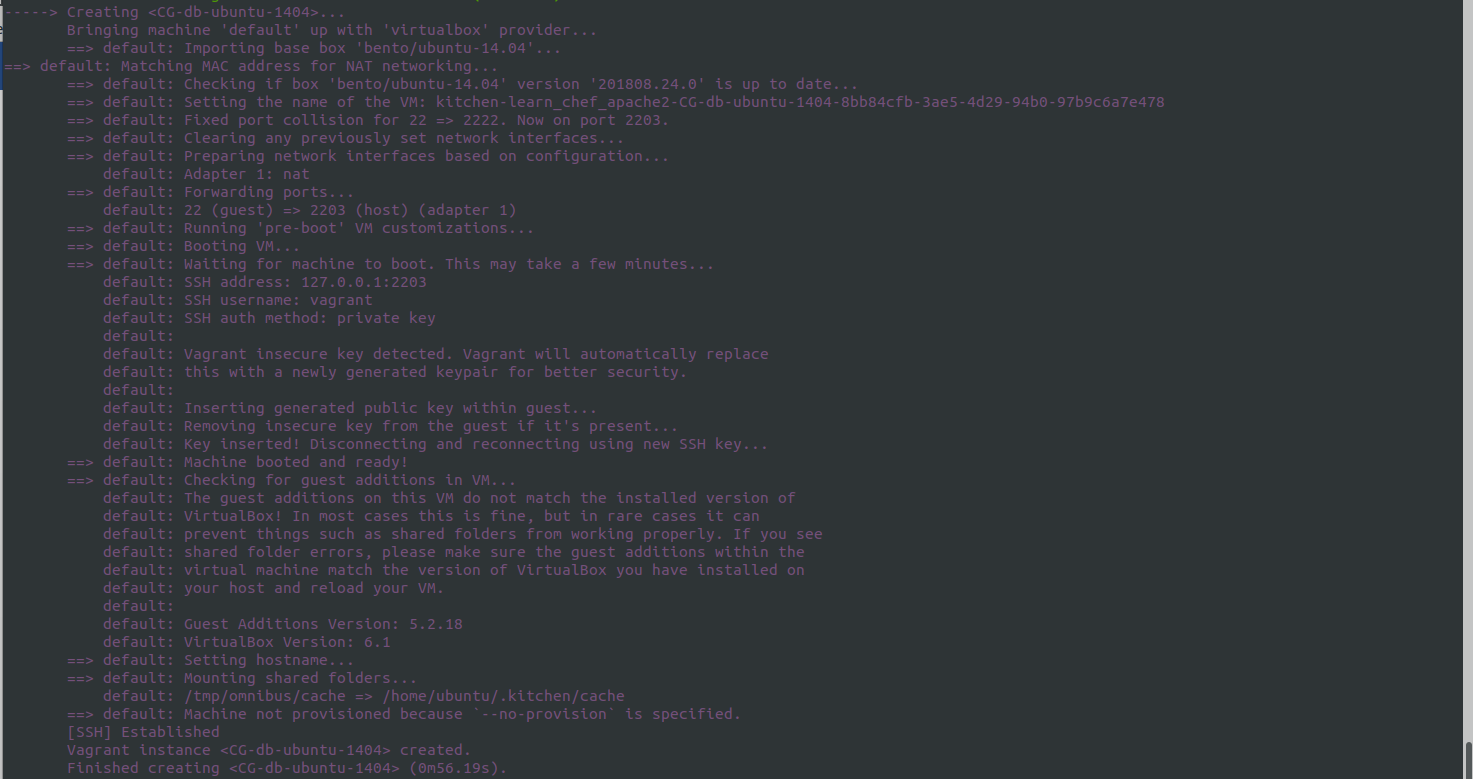 -----> Creating <CG-db-ubuntu-1404>...
Bringing machine 'default' up with 'virtualbox' provider...
==> default: Importing base box 'bento/ubuntu-14.04'...
==> default: Matching MAC address for NAT networking...
==> default: Checking if box 'bento/ubuntu-14.04' version '201808.24.0' is up to date...
==> default: Setting the name of the VM: kitchen-learn_chef_apache2-CG-db-ubuntu-1404-8bb84cfb-3ae5-4d29-94b0-97b9c6a7e478
==> default: Fixed port collision for 22 => 2222. Now on port 2203.
==> default: Clearing any previously set network interfaces...
==> default: Preparing network interfaces based on configuration...
default: Adapter 1: nat
==> default: Forwarding ports...
default: 22 (guest) => 2203 (host) (adapter 1)
==> default: Running 'pre-boot' VM customizations...
==> default: Booting VM...
==> default: Waiting for machine to boot. This may take a few minutes...
default: SSH address: 127.0.0.1:2203
default: SSH username: vagrant
default: SSH auth method: private key
default:
default: Vagrant insecure key detected. Vagrant will automatically replace
default: this with a newly generated keypair for better security.
default:
default: Inserting generated public key within guest...
default: Removing insecure key from the guest if it's present...
default: Key inserted! Disconnecting and reconnecting using new SSH key...
==> default: Machine booted and ready!
==> default: Checking for guest additions in VM...
default: The guest additions on this VM do not match the installed version of
default: VirtualBox! In most cases this is fine, but in rare cases it can
default: prevent things such as shared folders from working properly. If you see
default: shared folder errors, please make sure the guest additions within the
default: virtual machine match the version of VirtualBox you have installed on
default: your host and reload your VM.
default:
default: Guest Additions Version: 5.2.18
default: VirtualBox Version: 6.1
==> default: Setting hostname...
==> default: Mounting shared folders...
default: /tmp/omnibus/cache => /home/ubuntu/.kitchen/cache
==> default: Machine not provisioned because `--no-provision` is specified.
[SSH] Established
Vagrant instance <CG-db-ubuntu-1404> created.
Finished creating <CG-db-ubuntu-1404> (0m56.19s).